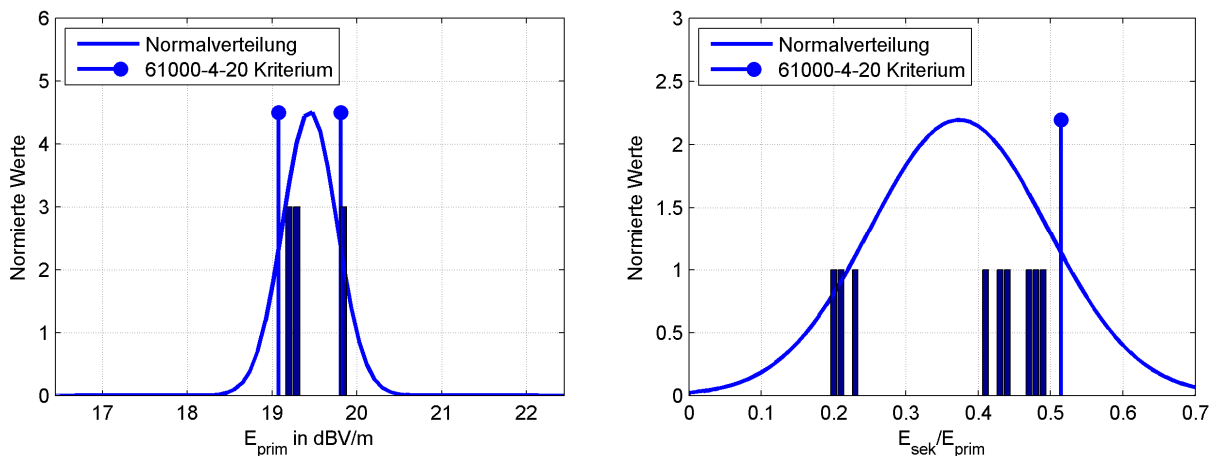 Normalverteilung
61000-4-20 Kriterium
Normierte Werte
6
5
4
3
2
1
0
17 18 19 20 21 22
E_prim in dBV/m
Normalverteilung
61000-4-20 Kriterium
Normierte Werte
3
2.5
2
1.5
1
0.5
0
0 0.1 0.2 0.3 0.4 0.5 0.6 0.7
E_sek/E_prim